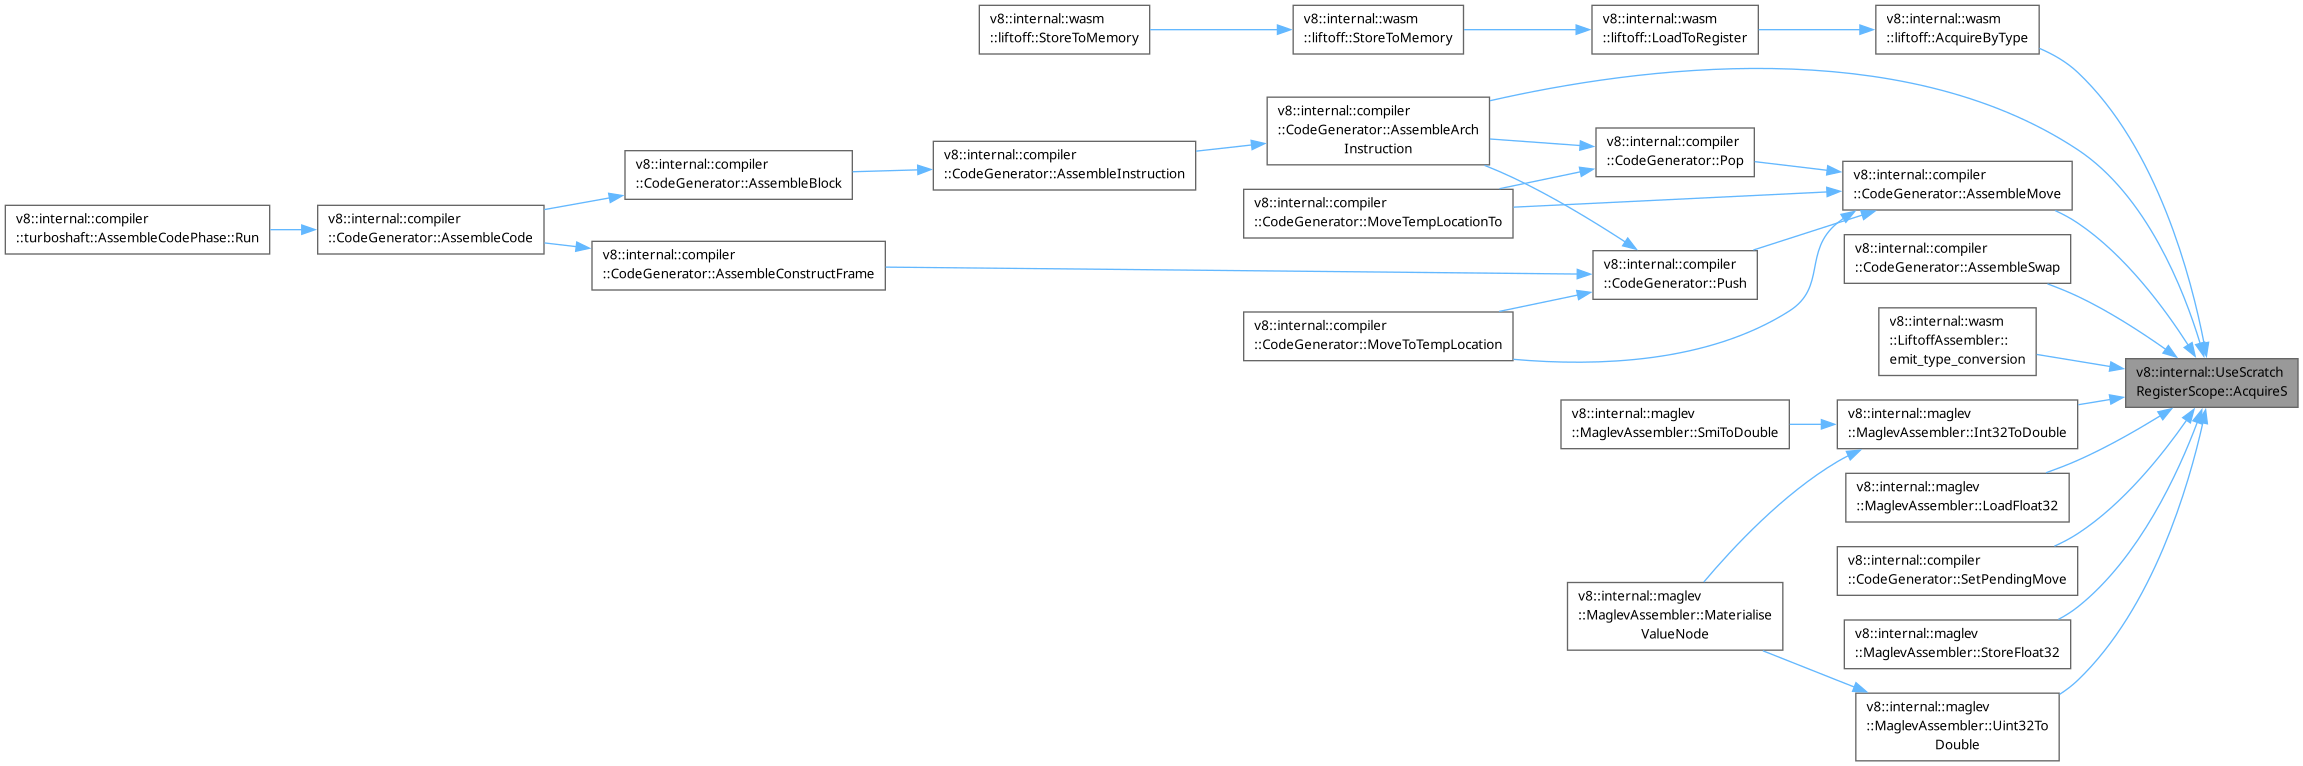 v8::internal::wasm
::liftoff::StoreToMemory
v8::internal::wasm
::liftoff::StoreToMemory
v8::internal::wasm
::liftoff::LoadToRegister
v8::internal::wasm
::liftoff::AcquireByType
v8::internal::compiler
::CodeGenerator::AssembleArch
Instruction
v8::internal::compiler
::CodeGenerator::Pop
v8::internal::compiler
::CodeGenerator::AssembleInstruction
v8::internal::compiler
::CodeGenerator::AssembleBlock
v8::internal::compiler
::CodeGenerator::AssembleMove
v8::internal::compiler
::CodeGenerator::MoveTempLocationTo
v8::internal::compiler
::turboshaft::AssembleCodePhase::Run
v8::internal::compiler
::CodeGenerator::AssembleCode
v8::internal::compiler
::CodeGenerator::AssembleConstructFrame
v8::internal::compiler
::CodeGenerator::Push
v8::internal::compiler
::CodeGenerator::AssembleSwap
v8::internal::compiler
::CodeGenerator::MoveToTempLocation
v8::internal::wasm
::LiftoffAssembler::
emit_type_conversion
v8::internal::UseScratch
RegisterScope::AcquireS
v8::internal::maglev
::MaglevAssembler::SmiToDouble
v8::internal::maglev
::MaglevAssembler::Int32ToDouble
v8::internal::maglev
::MaglevAssembler::LoadFloat32
v8::internal::compiler
::CodeGenerator::SetPendingMove
v8::internal::maglev
::MaglevAssembler::Materialise
ValueNode
v8::internal::maglev
::MaglevAssembler::StoreFloat32
v8::internal::maglev
::MaglevAssembler::Uint32To
Double